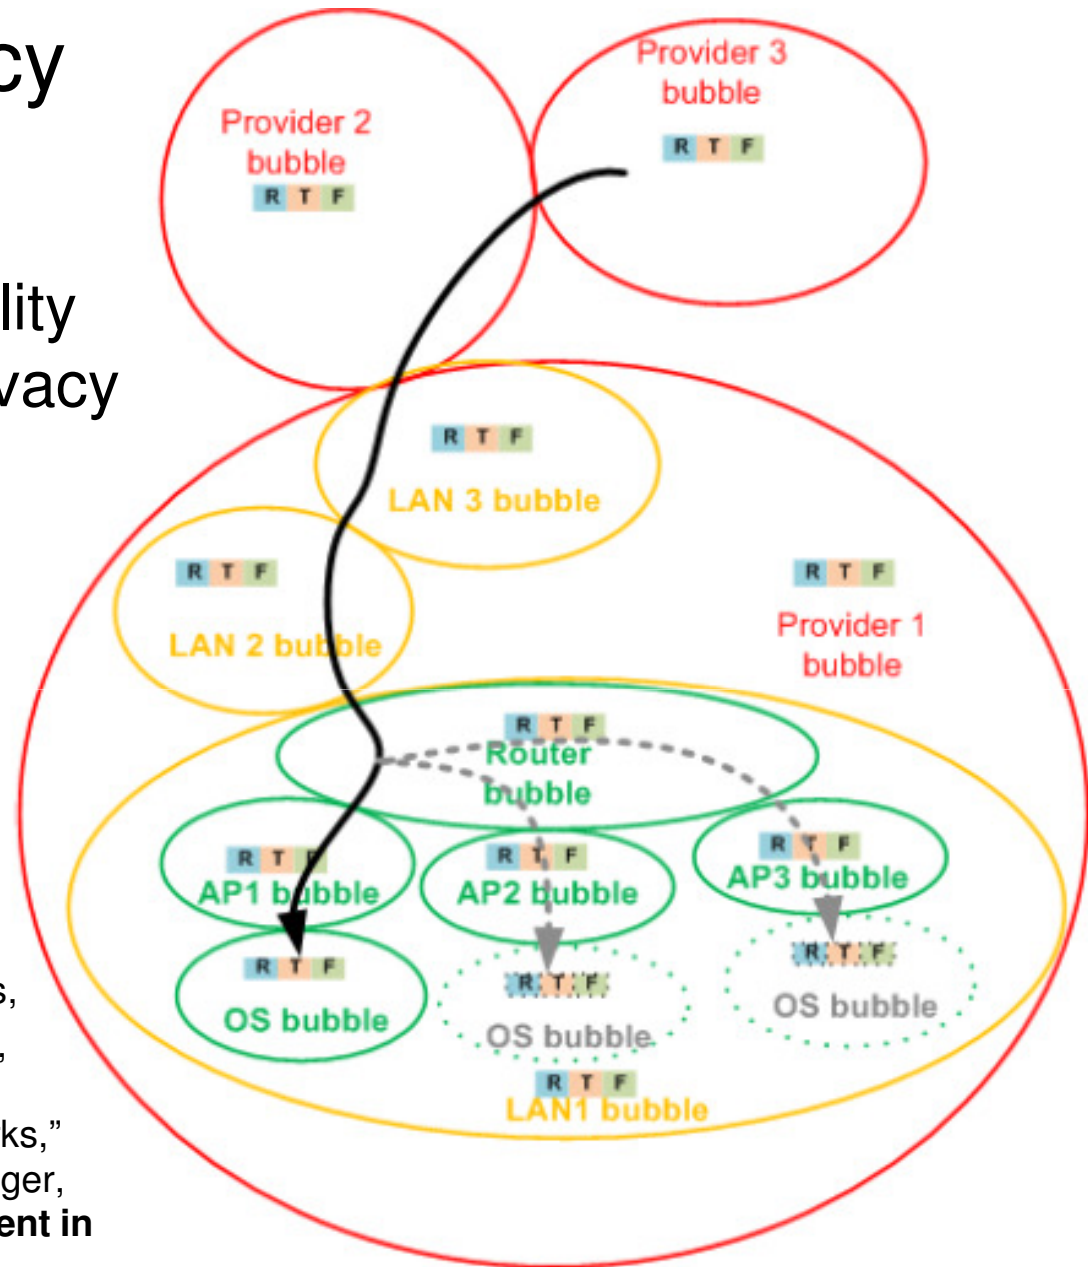 cy
lity
vacy
Provider 2
bubble
R T F
Provider 3
bubble
R T F
R T F
LAN 3 bubble
R T F
LAN 2 bubble
R T F
Provider 1
bubble
R T F
Router
bubble
R T F
AP1 bubble
R T F
AP2 bubble
R T F
AP3 bubble
R T F
OS bubble
R T F
OS bubble
R T F
OS bubble
R T F
LAN1 bubble
s,
,
ks,”
ger,
ent in